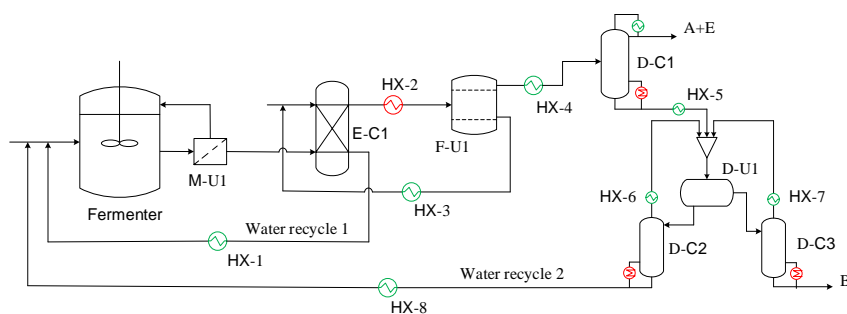 A+E
D-C1
HX-2
HX-4
HX-5
E-C1
F-U1
D-U1
M-U1
HX-6
HX-7
Fermenter
HX-3
Water recycle 1
D-C2
D-C3
HX-1
Water recycle 2
B
HX-8